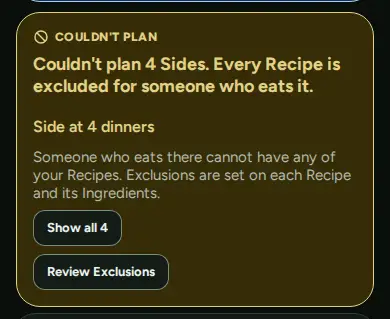 COULDN'T PLAN
Couldn't plan 4 Sides. Every Recipe is
excluded for someone who eats it.
Side at 4 dinners
Someone who eats there cannot have any of
your Recipes. Exclusions are set on each Recipe
and its Ingredients.
Show all 4
Review Exclusions